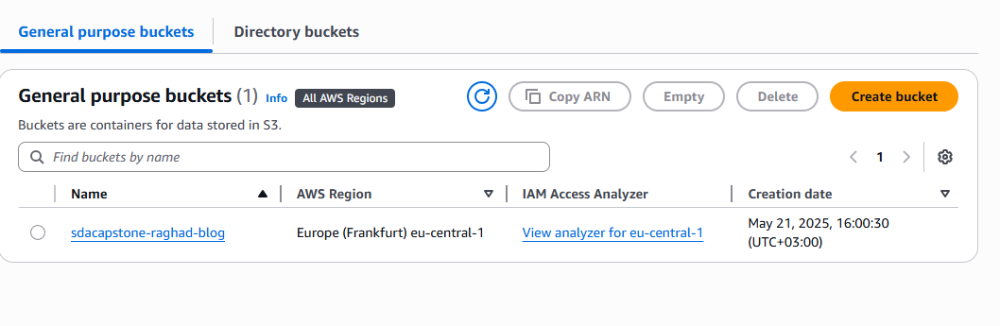 General purpose buckets Directory buckets
General purpose buckets (1) Info All AWS Regions Copy ARN Empty Delete Create bucket
Buckets are containers for data stored in S3.
Find buckets by name 1
Name AWS Region IAM Access Analyzer Creation date
sdacapstone-raghad-blog Europe (Frankfurt) eu-central-1 View analyzer for eu-central-1 May 21, 2025, 16:00:30
(UTC+03:00)